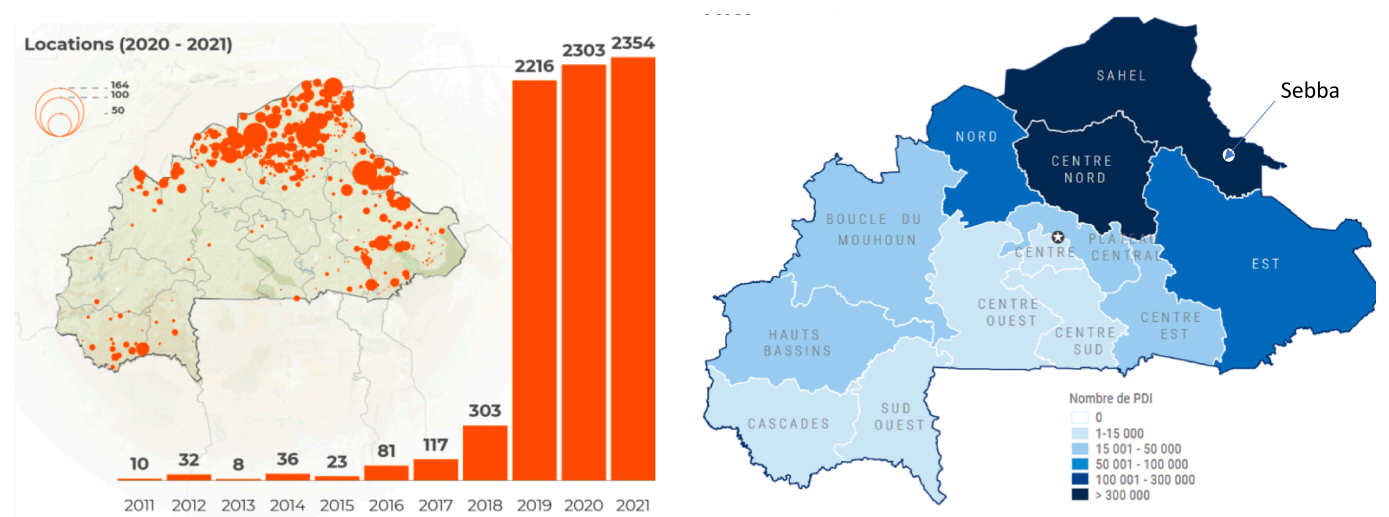 Locations (2020 - 2021)
164
100
50
10
32
8
36
23
81
117
303
2216
2303
2354
2011
2012
2013
2014
2015
2016
2017
2018
2019
2020
2021
SAHEL
Sebba
NORD
CENTRE
NORD
BOUCLE DU
MOUHOUN
CENTRE
PLATEAU
CENTRAL
EST
CENTRE
OUEST
CENTRE
SUD
CENTRE
EST
HAUTS
BASSINS
CASCADES
SUD
OUEST
Nombre de PDI
0
1-15 000
15 001 - 50 000
50 001 - 100 000
100 001 - 300 000
> 300 000